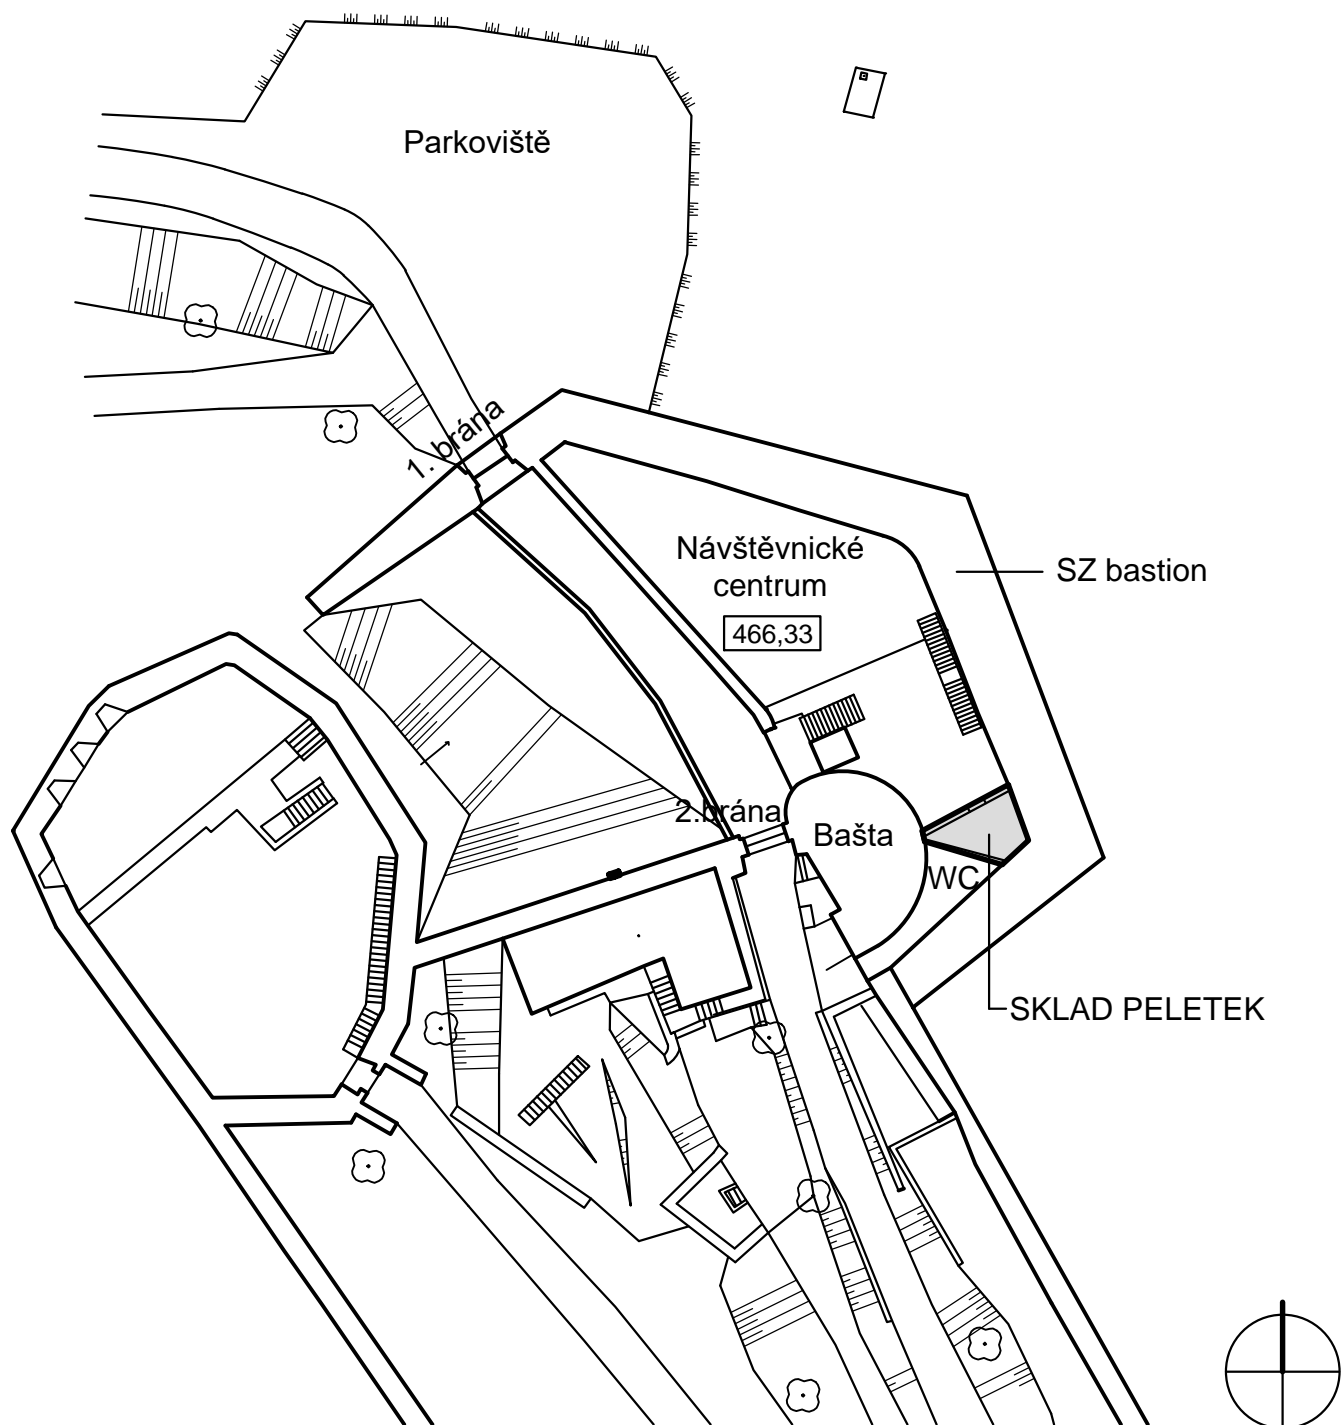 Parkoviště
1. brána
Návštěvnické
centrum
466,33
SZ bastion
2.brána
Bašta
WC
SKLAD PELETEK